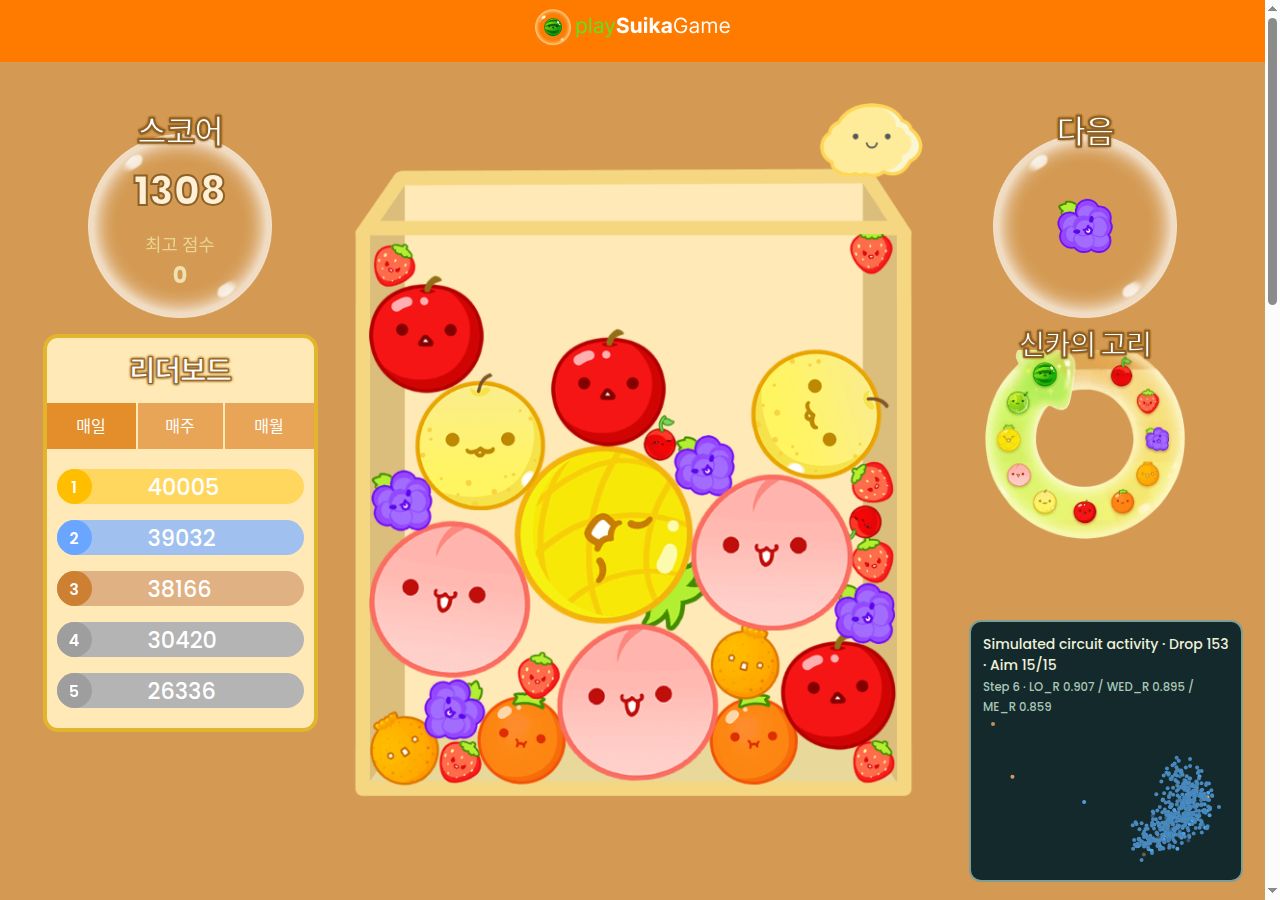 playSuikaGame
스코어
1308
최고 점수
0
리더보드
매일 매주 매월
1 40005
2 39032
3 38166
4 30420
5 26336
다음
신카의 고리
Simulated circuit activity · Drop 153
· Aim 15/15
Step 6 · LO_R 0.907 / WED_R 0.895 /
ME_R 0.859